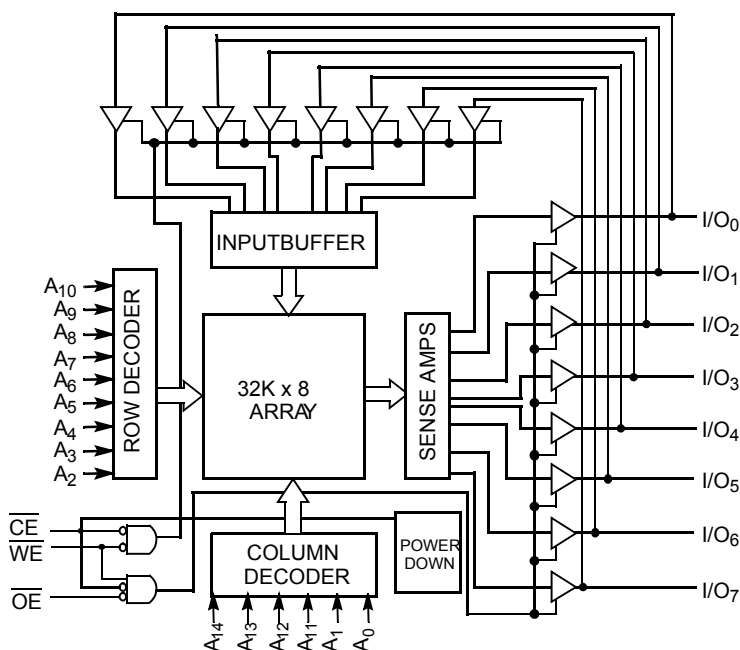 INPUTBUFFER
A10
A9
A8
A7
A6
A5
A4
A3
A2
ROW DECODER
32K x 8
ARRAY
SENSE AMPS
I/O0
I/O1
I/O2
I/O3
I/O4
I/O5
I/O6
I/O7
CE
WE
OE
COLUMN
DECODER
POWER
DOWN
A14
A13
A12
A11
A1
A0